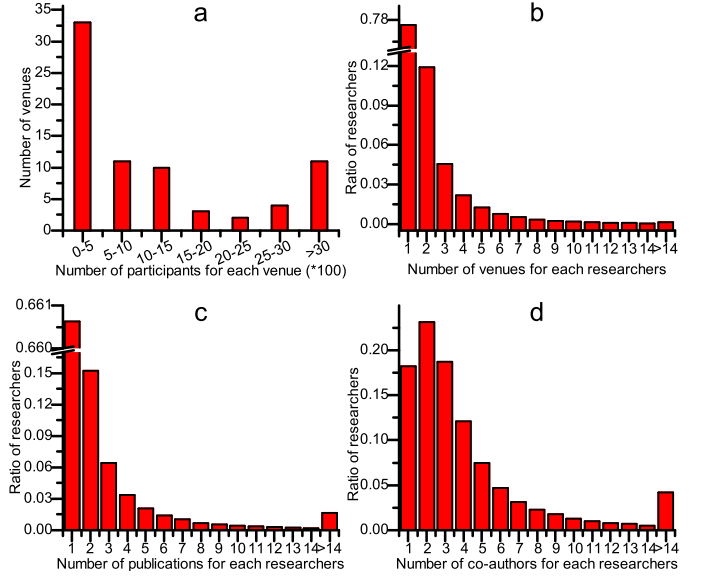 a
35
30
25
20
15
10
5
0
Number of venues
0-5 5-10 10-15 15-20 20-25 25-30 >30
Number of participants for each venue (*100)
b
0.78
0.12
0.09
0.06
0.03
0.00
Ratio of researchers
1 2 3 4 5 6 7 8 9 10 11 12 13 14 >14
Number of venues for each researchers
c
0.661
0.660
0.15
0.12
0.09
0.06
0.03
0.00
Ratio of researchers
1 2 3 4 5 6 7 8 9 10 11 12 13 14 >14
Number of publications for each researchers
d
0.20
0.15
0.10
0.05
0.00
Ratio of researchers
1 2 3 4 5 6 7 8 9 10 11 12 13 14 >14
Number of co-authors for each researchers